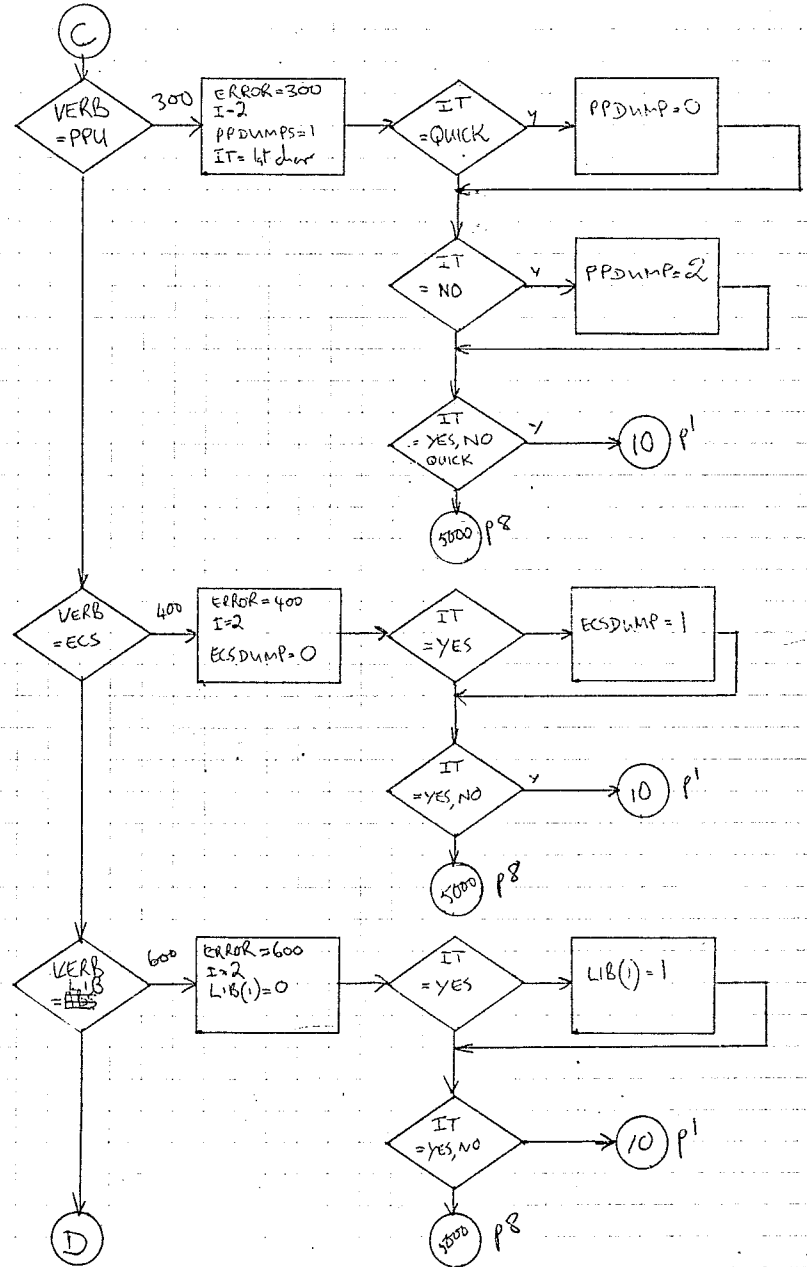 C
VERB
=PPU
300
ERROR=300
I=2
PPDUMPS=1
IT= 1st char
IT
=QUICK
Y
PPDUMP=0
IT
=NO
Y
PPDUMP=2
IT
=YES, NO
QUICK
Y
10 p1
5000 p8
VERB
=ECS
400
ERROR=400
I=2
ECSDUMP=0
IT
=YES
ECSDUMP=1
IT
=YES, NO
Y
10 p1
5000 p8
VERB
LIB
=
600
ERROR=600
I=2
LIB(1)=0
IT
=YES
LIB(1)=1
IT
=YES, NO
10 p1
5000 p8
D